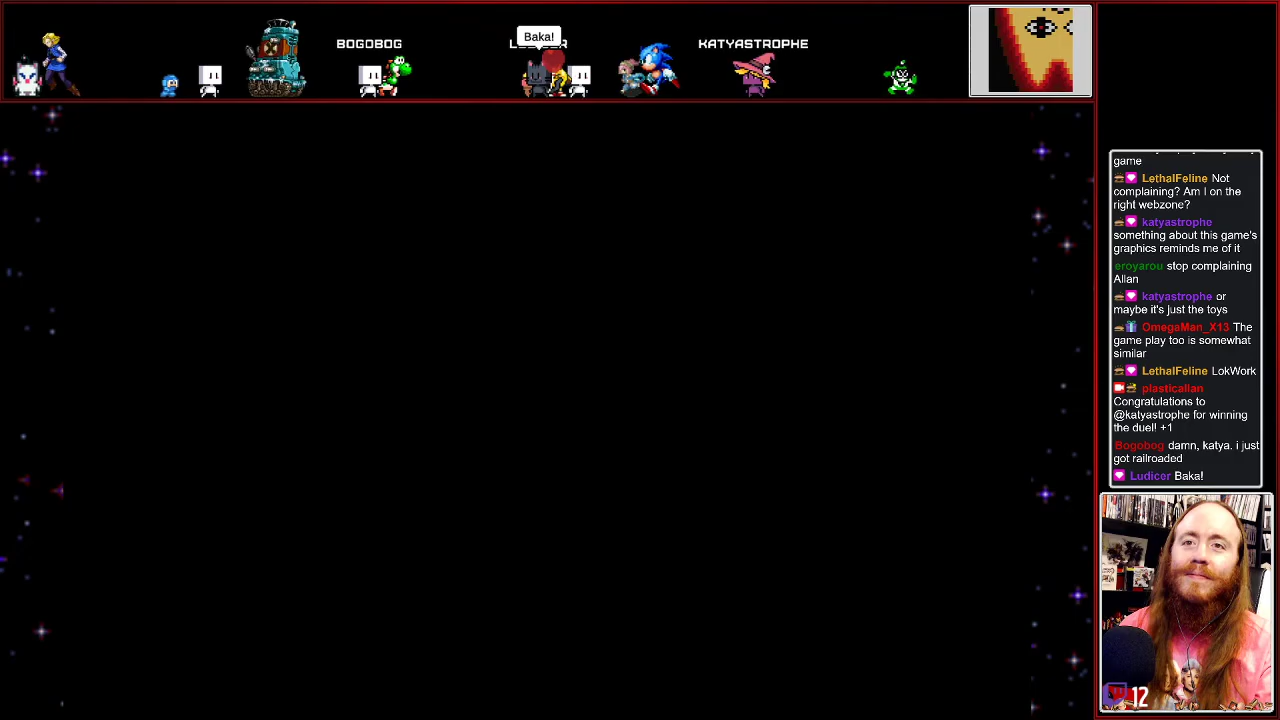 Baka!
BOGOBOG
KATYASTROPHE
game
LethalFeline Not
complaining? Am I on the
right webzone?
katyastrophe
something about this game's
graphics reminds me of it
eroyarou stop complaining
Allan
katyastrophe or
maybe it's just the toys
OmegaMan_X13 The
game play too is somewhat
similar
LethalFeline LokWork
plasticallan
Congratulations to
@katyastrophe for winning
the duel! +1
Bogobog damn, katya. i just
got railroaded
Ludicer Baka!
12